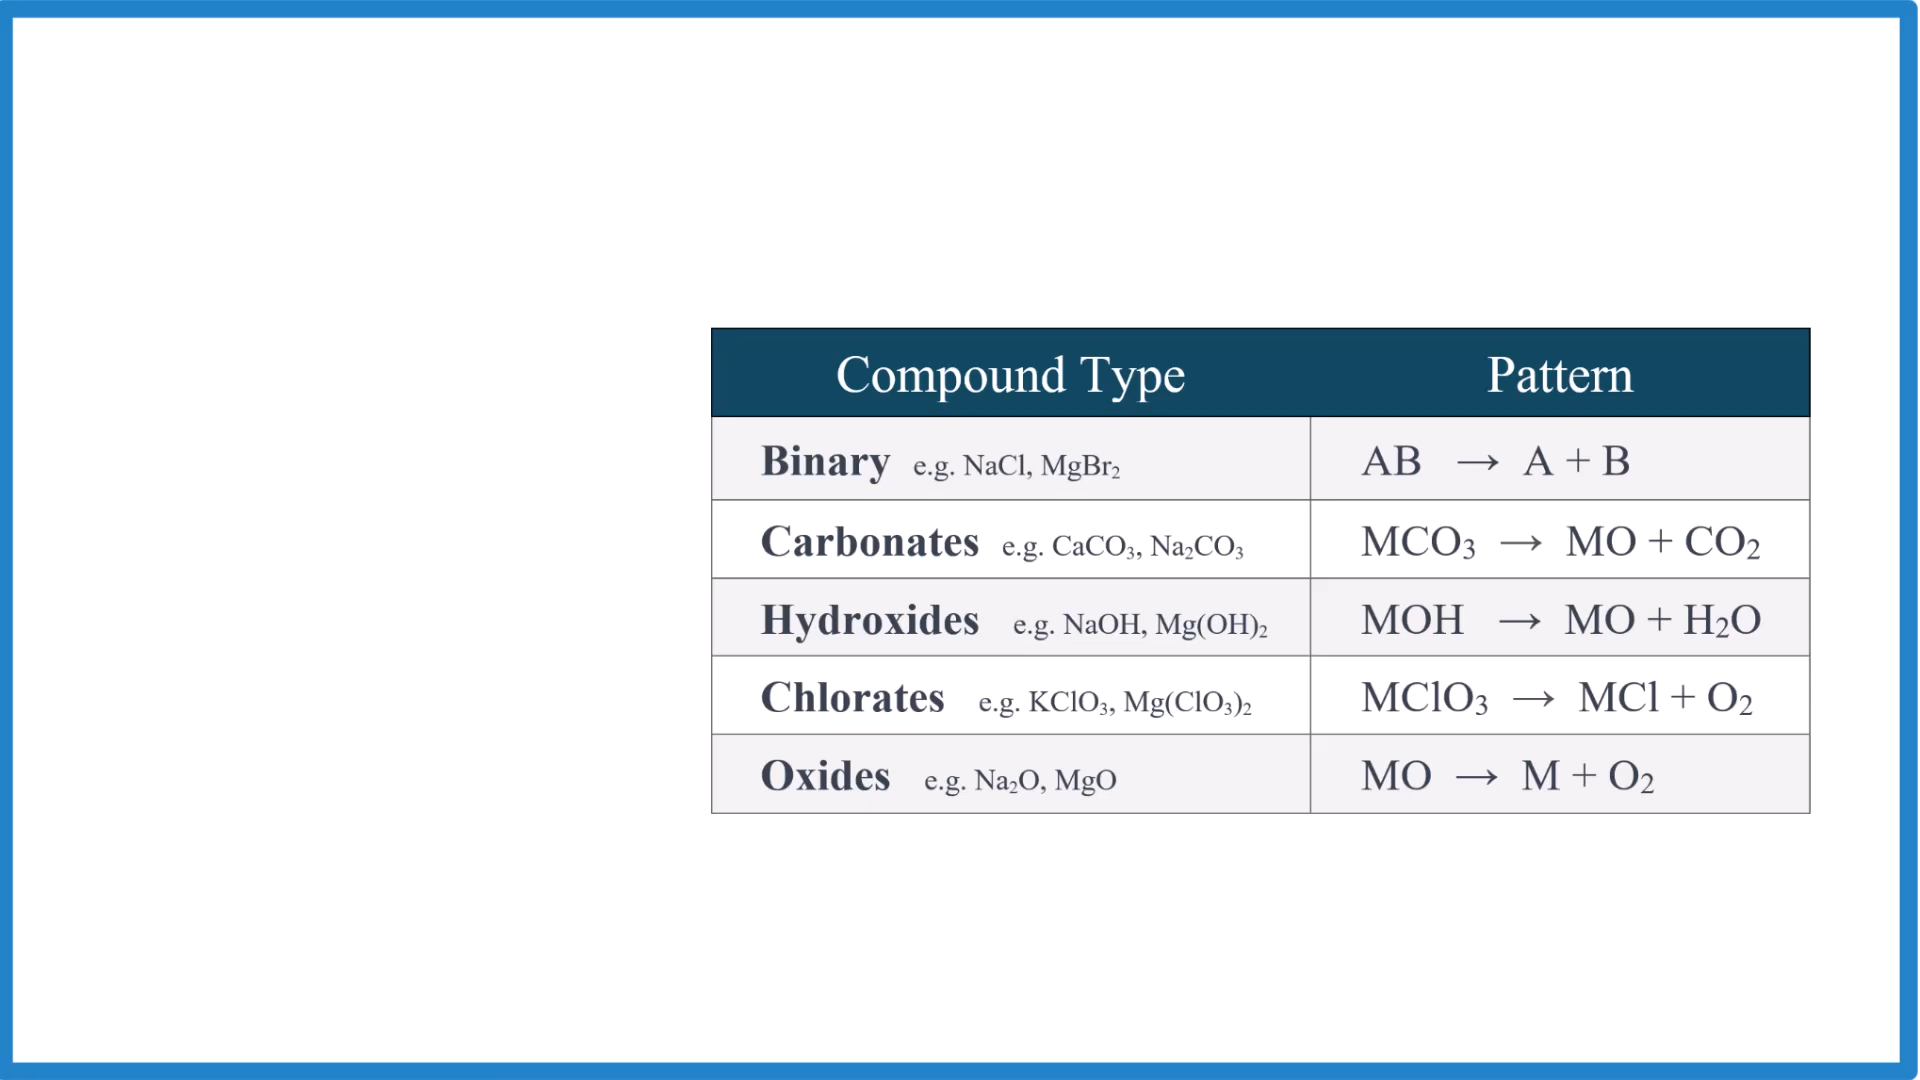 Compound Type Pattern
Binary e.g. NaCl, MgBr₂ AB → A + B
Carbonates e.g. CaCO₃, Na₂CO₃ MCO₃ → MO + CO₂
Hydroxides e.g. NaOH, Mg(OH)₂ MOH → MO + H₂O
Chlorates e.g. KClO₃, Mg(ClO₃)₂ MClO₃ → MCl + O₂
Oxides e.g. Na₂O, MgO MO → M + O₂